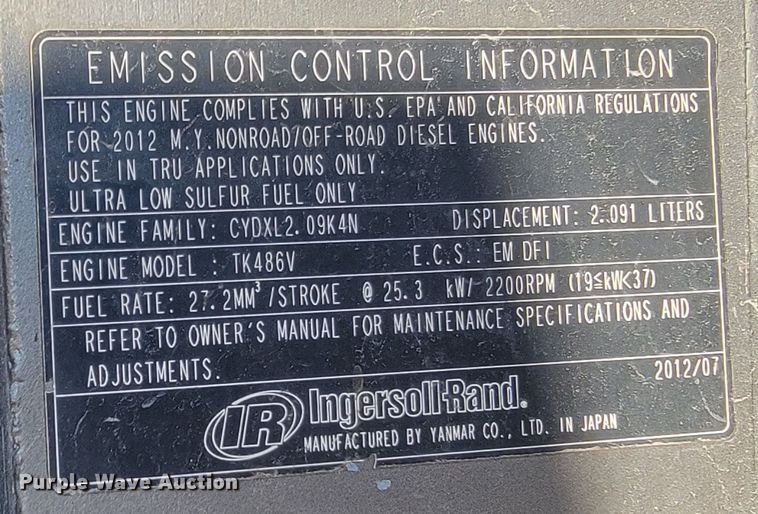 EMISSION CONTROL INFORMATION
THIS ENGINE COMPLIES WITH U.S. EPA AND CALIFORNIA REGULATIONS
FOR 2012 M.Y.NONROAD/OFF-ROAD DIESEL ENGINES.
USE IN TRU APPLICATIONS ONLY.
ULTRA LOW SULFUR FUEL ONLY
ENGINE FAMILY: CYDXL2.09K4N DISPLACEMENT: 2.091 LITERS
ENGINE MODEL : TK486V E.C.S.: EM DFI
FUEL RATE: 27.2MM³/STROKE @ 25.3 kW/ 2200RPM (19≦kW<37)
REFER TO OWNER'S MANUAL FOR MAINTENANCE SPECIFICATIONS AND
ADJUSTMENTS. 2012/07
IR Ingersoll-Rand®
MANUFACTURED BY YANMAR CO., LTD. IN JAPAN
Purple Wave Auction